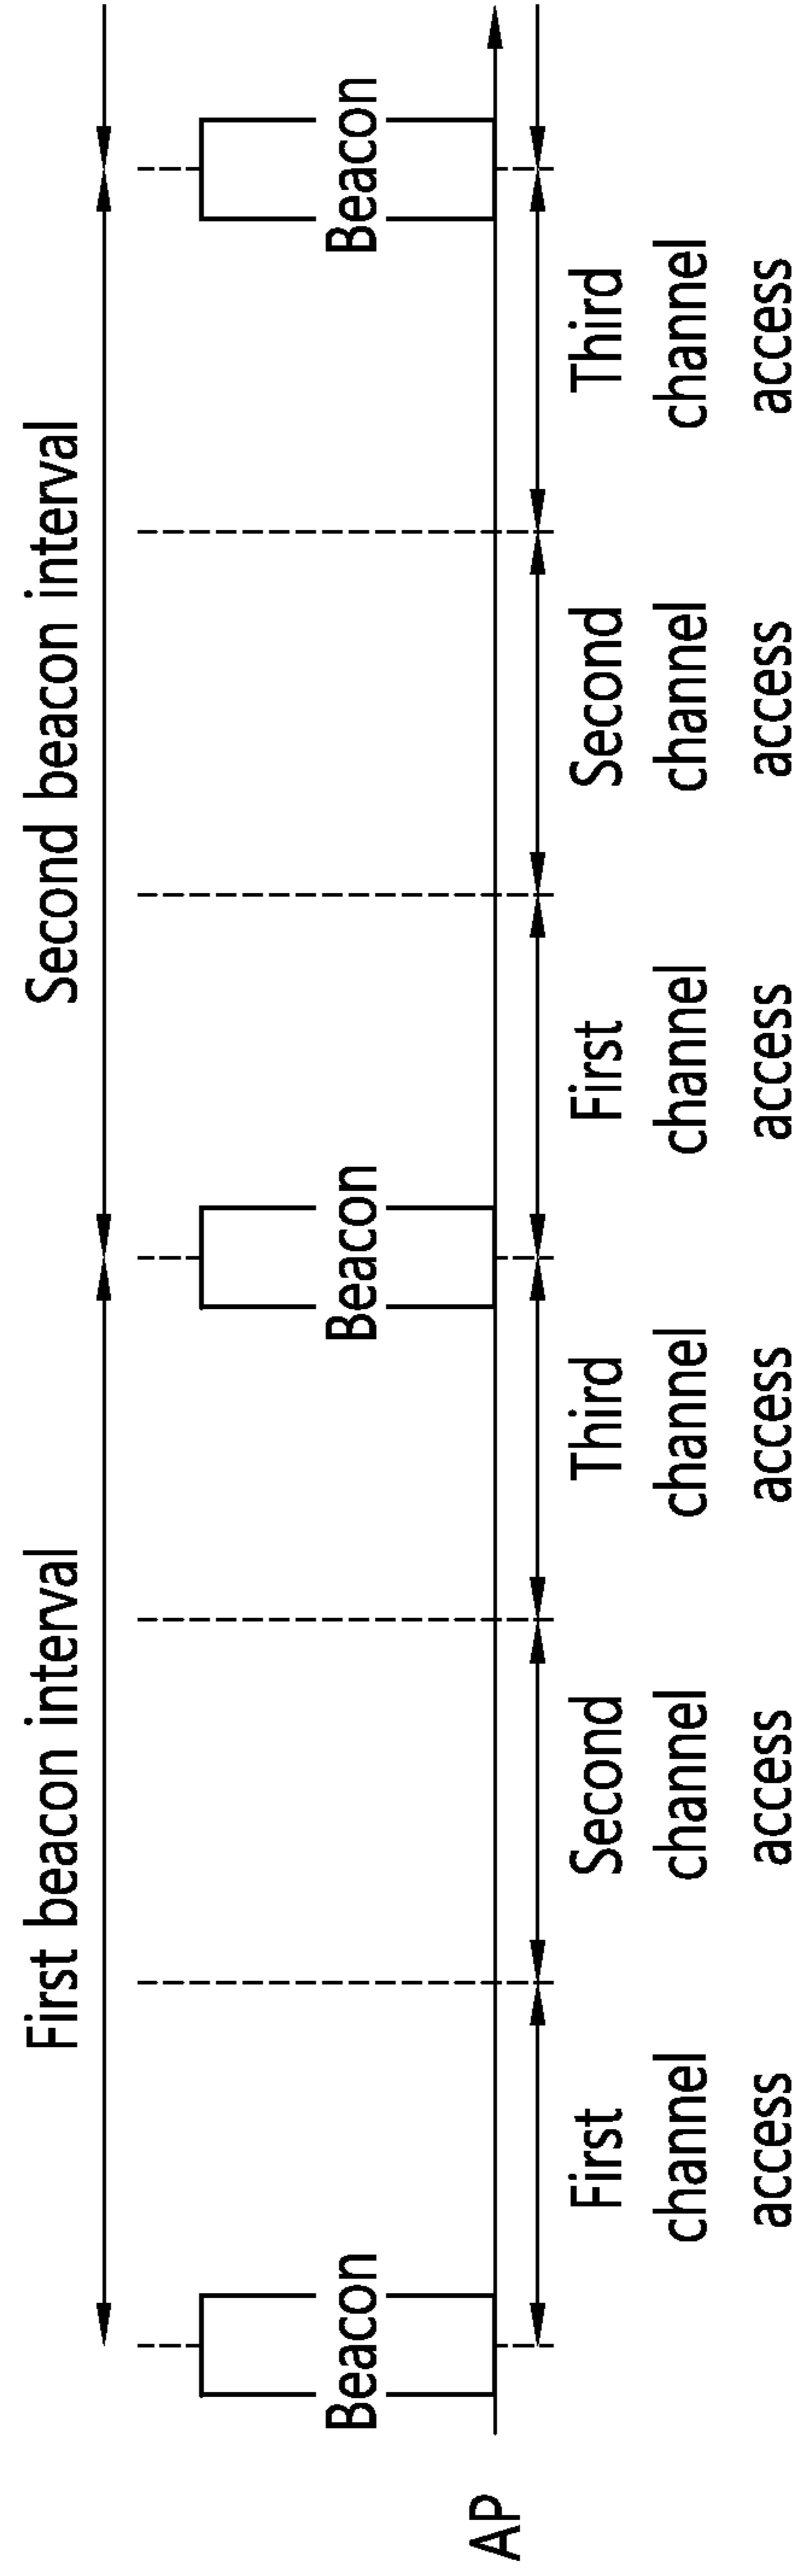 First beacon interval
Second beacon interval
Beacon
Beacon
Beacon
AP
First
channel
access
Second
channel
access
Third
channel
access
First
channel
access
Second
channel
access
Third
channel
access